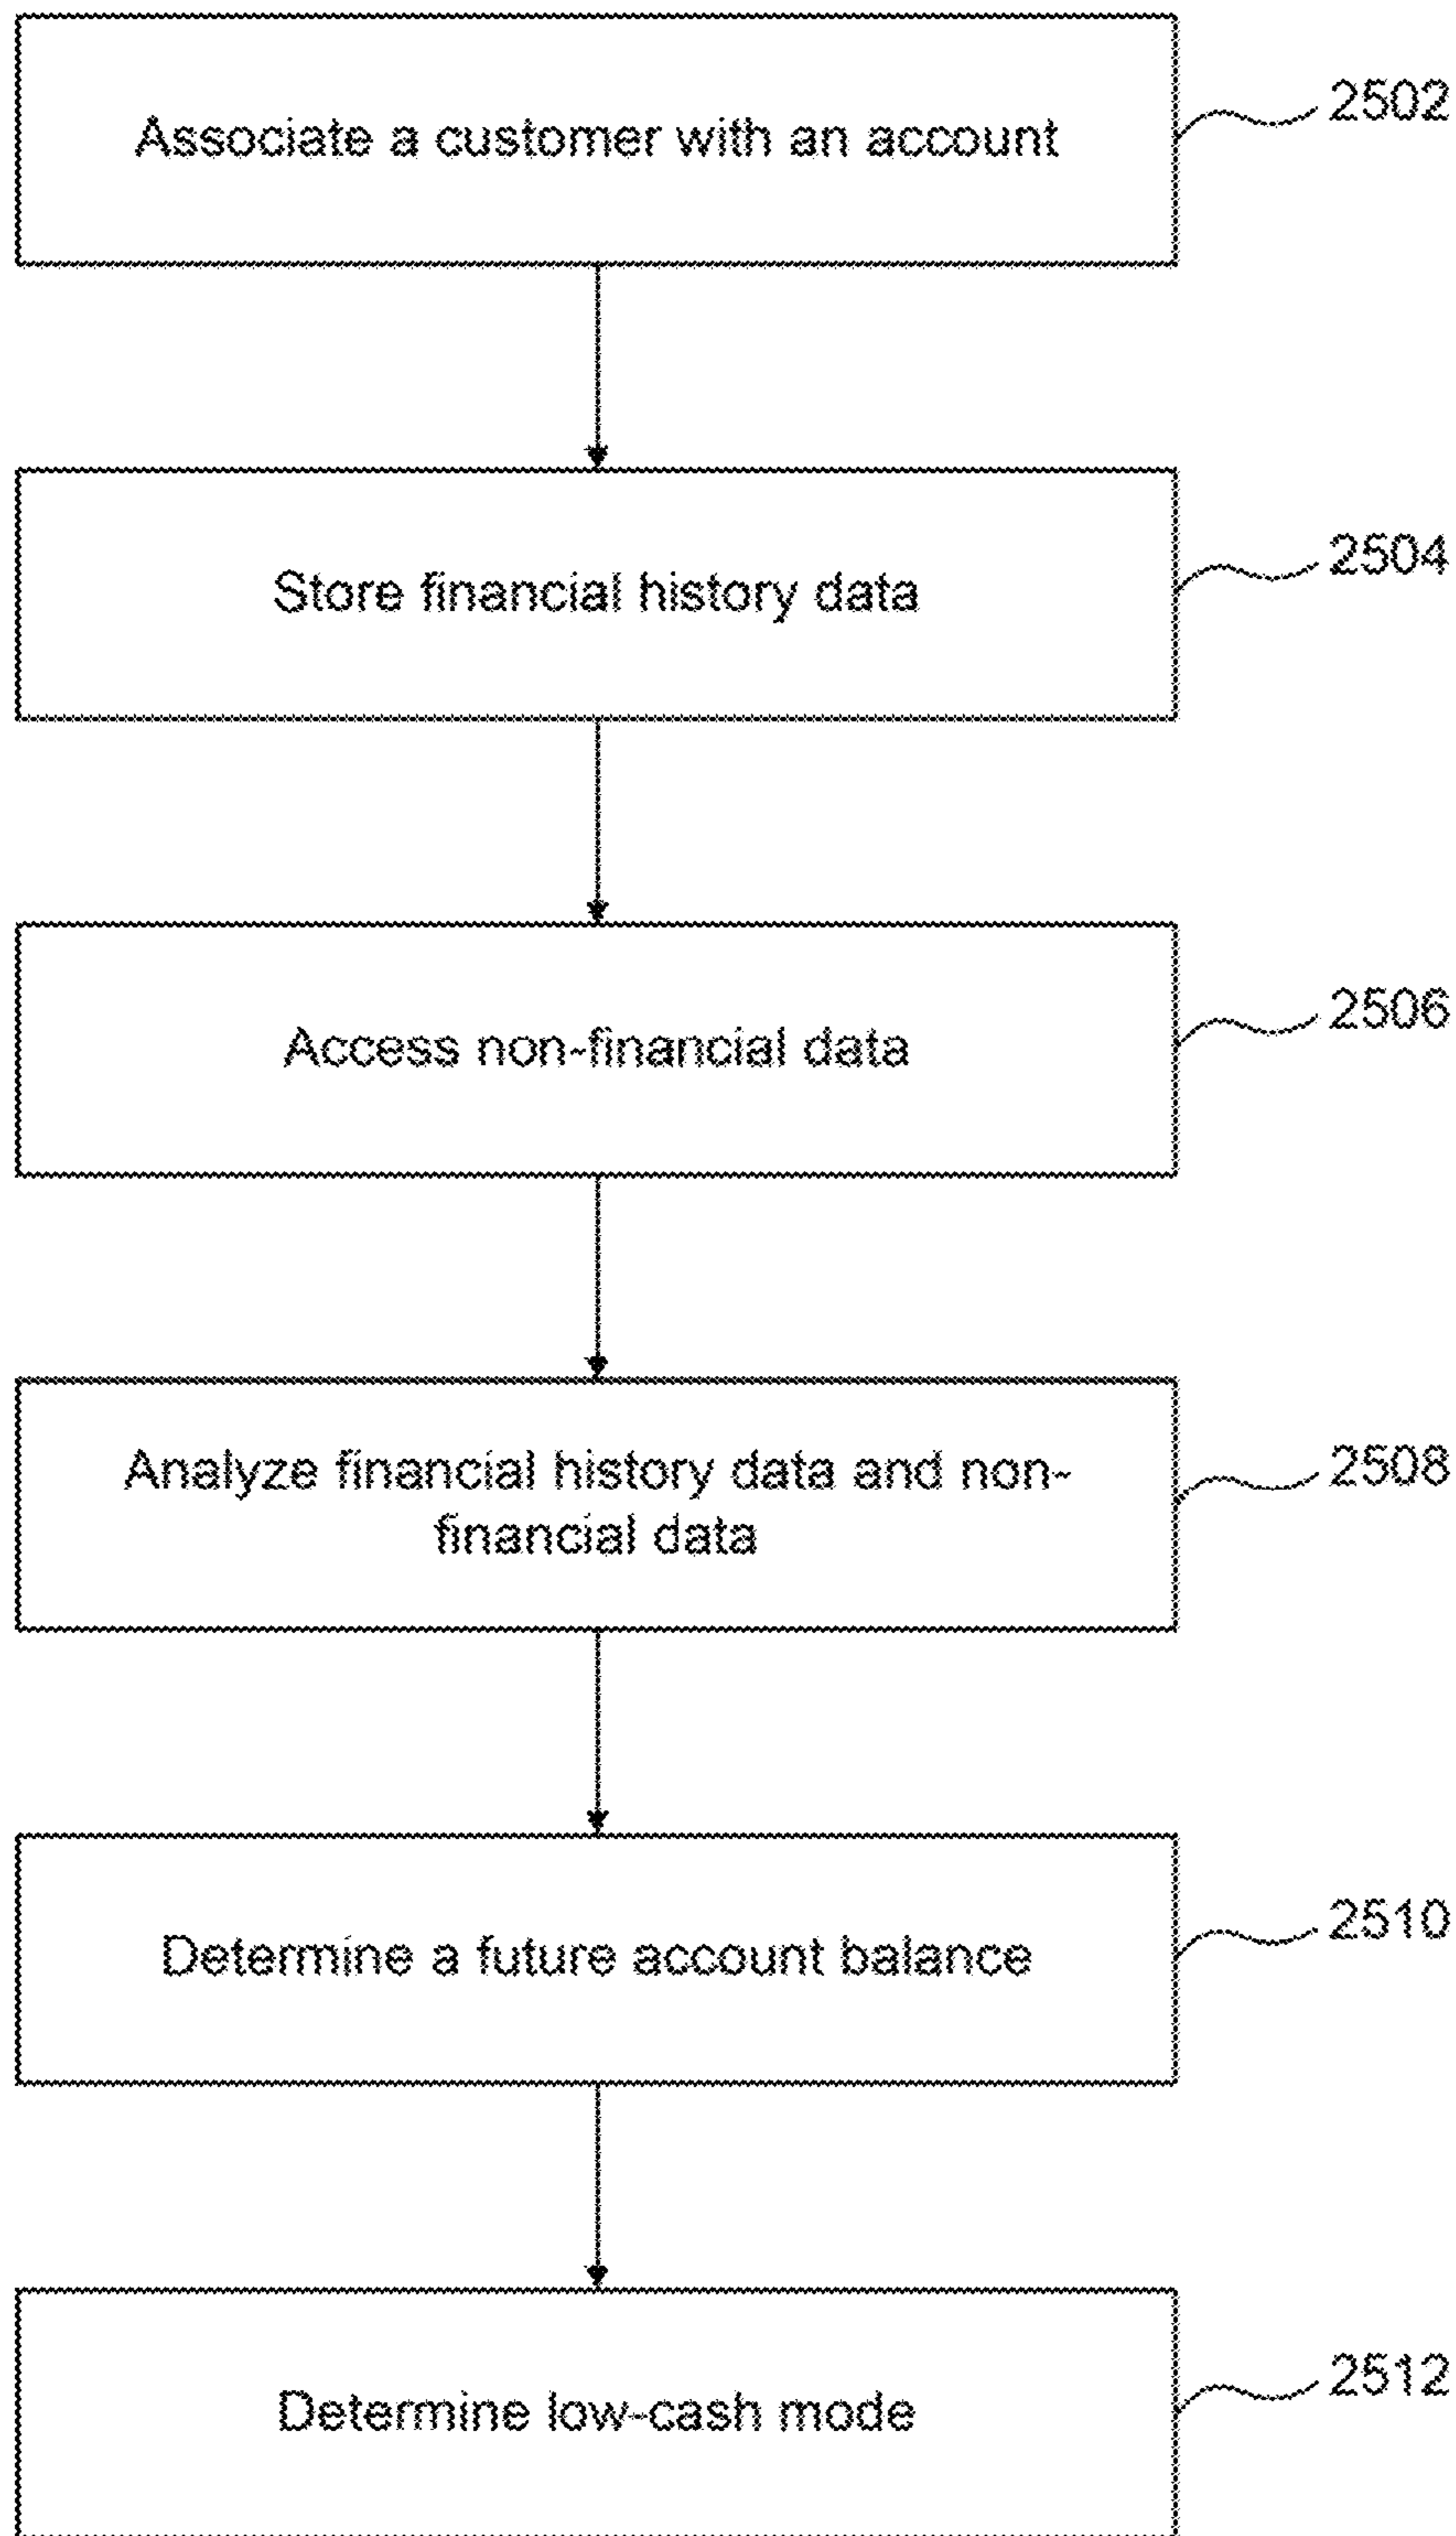 Associate a customer with an account
2502
Store financial history data
2504
Access non-financial data
2506
Analyze financial history data and non-
financial data
2508
Determine a future account balance
2510
Determine low-cash mode
2512